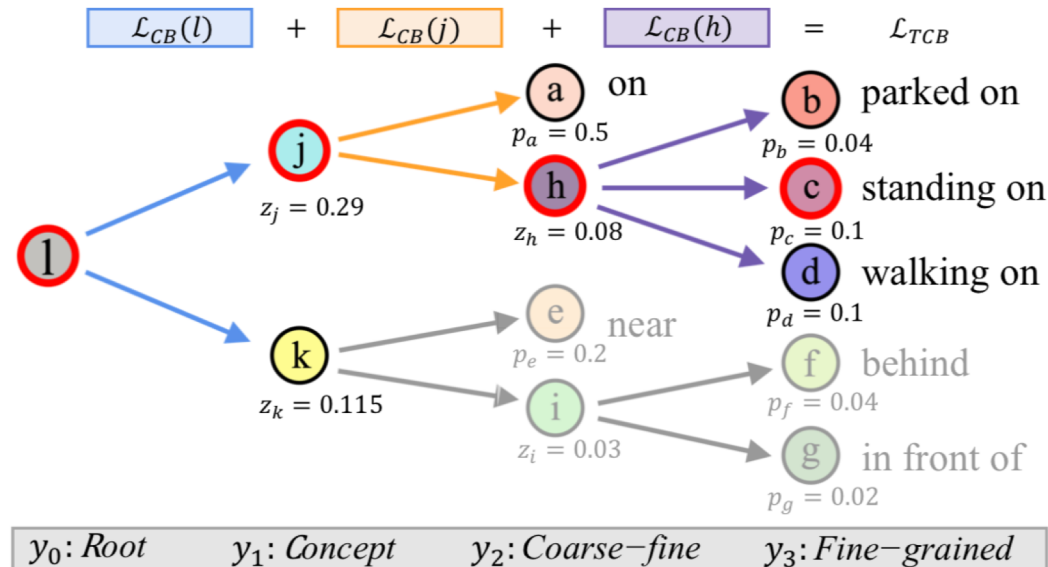 ℒ_CB(l) + ℒ_CB(j) + ℒ_CB(h) = ℒ_TCB
a on
p_a = 0.5
b parked on
p_b = 0.04
j
z_j = 0.29
h
z_h = 0.08
c standing on
p_c = 0.1
l
d walking on
p_d = 0.1
e near
p_e = 0.2
k
z_k = 0.115
f behind
p_f = 0.04
i
z_i = 0.03
g in front of
p_g = 0.02
y_0: Root y_1: Concept y_2: Coarse−fine y_3: Fine−grained